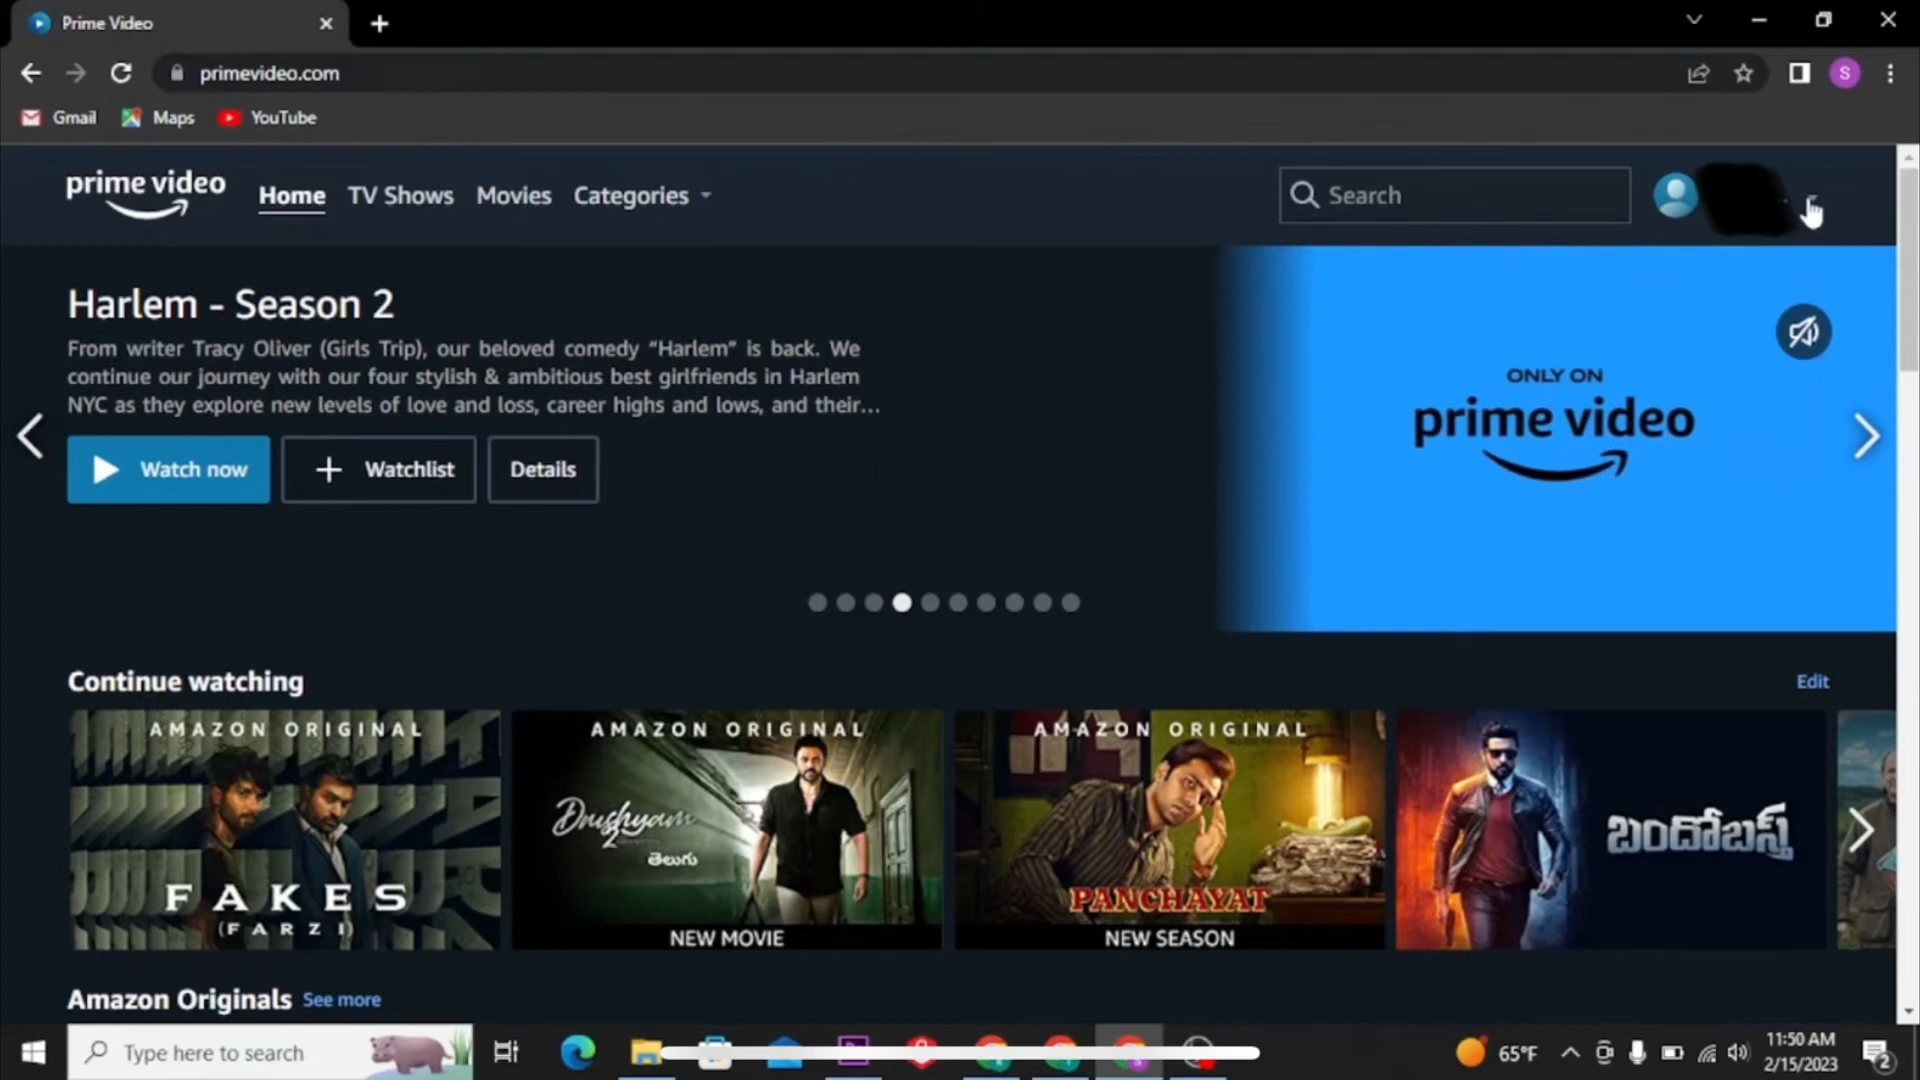 Prime Video
primevideo.com
S
Gmail Maps YouTube
prime video Home TV Shows Movies Categories Search
Harlem - Season 2
From writer Tracy Oliver (Girls Trip), our beloved comedy “Harlem” is back. We
continue our journey with our four stylish & ambitious best girlfriends in Harlem
NYC as they explore new levels of love and loss, career highs and lows, and their...
Watch now Watchlist Details
ONLY ON
prime video
Continue watching Edit
AMAZON ORIGINAL
FAKES
(FARZI)
AMAZON ORIGINAL
Drushyam
2
తెలుగు
NEW MOVIE
AMAZON ORIGINAL
PANCHAYAT
NEW SEASON
బందోబస్త్
Amazon Originals See more
Type here to search
65°F
11:50 AM
2/15/2023
2